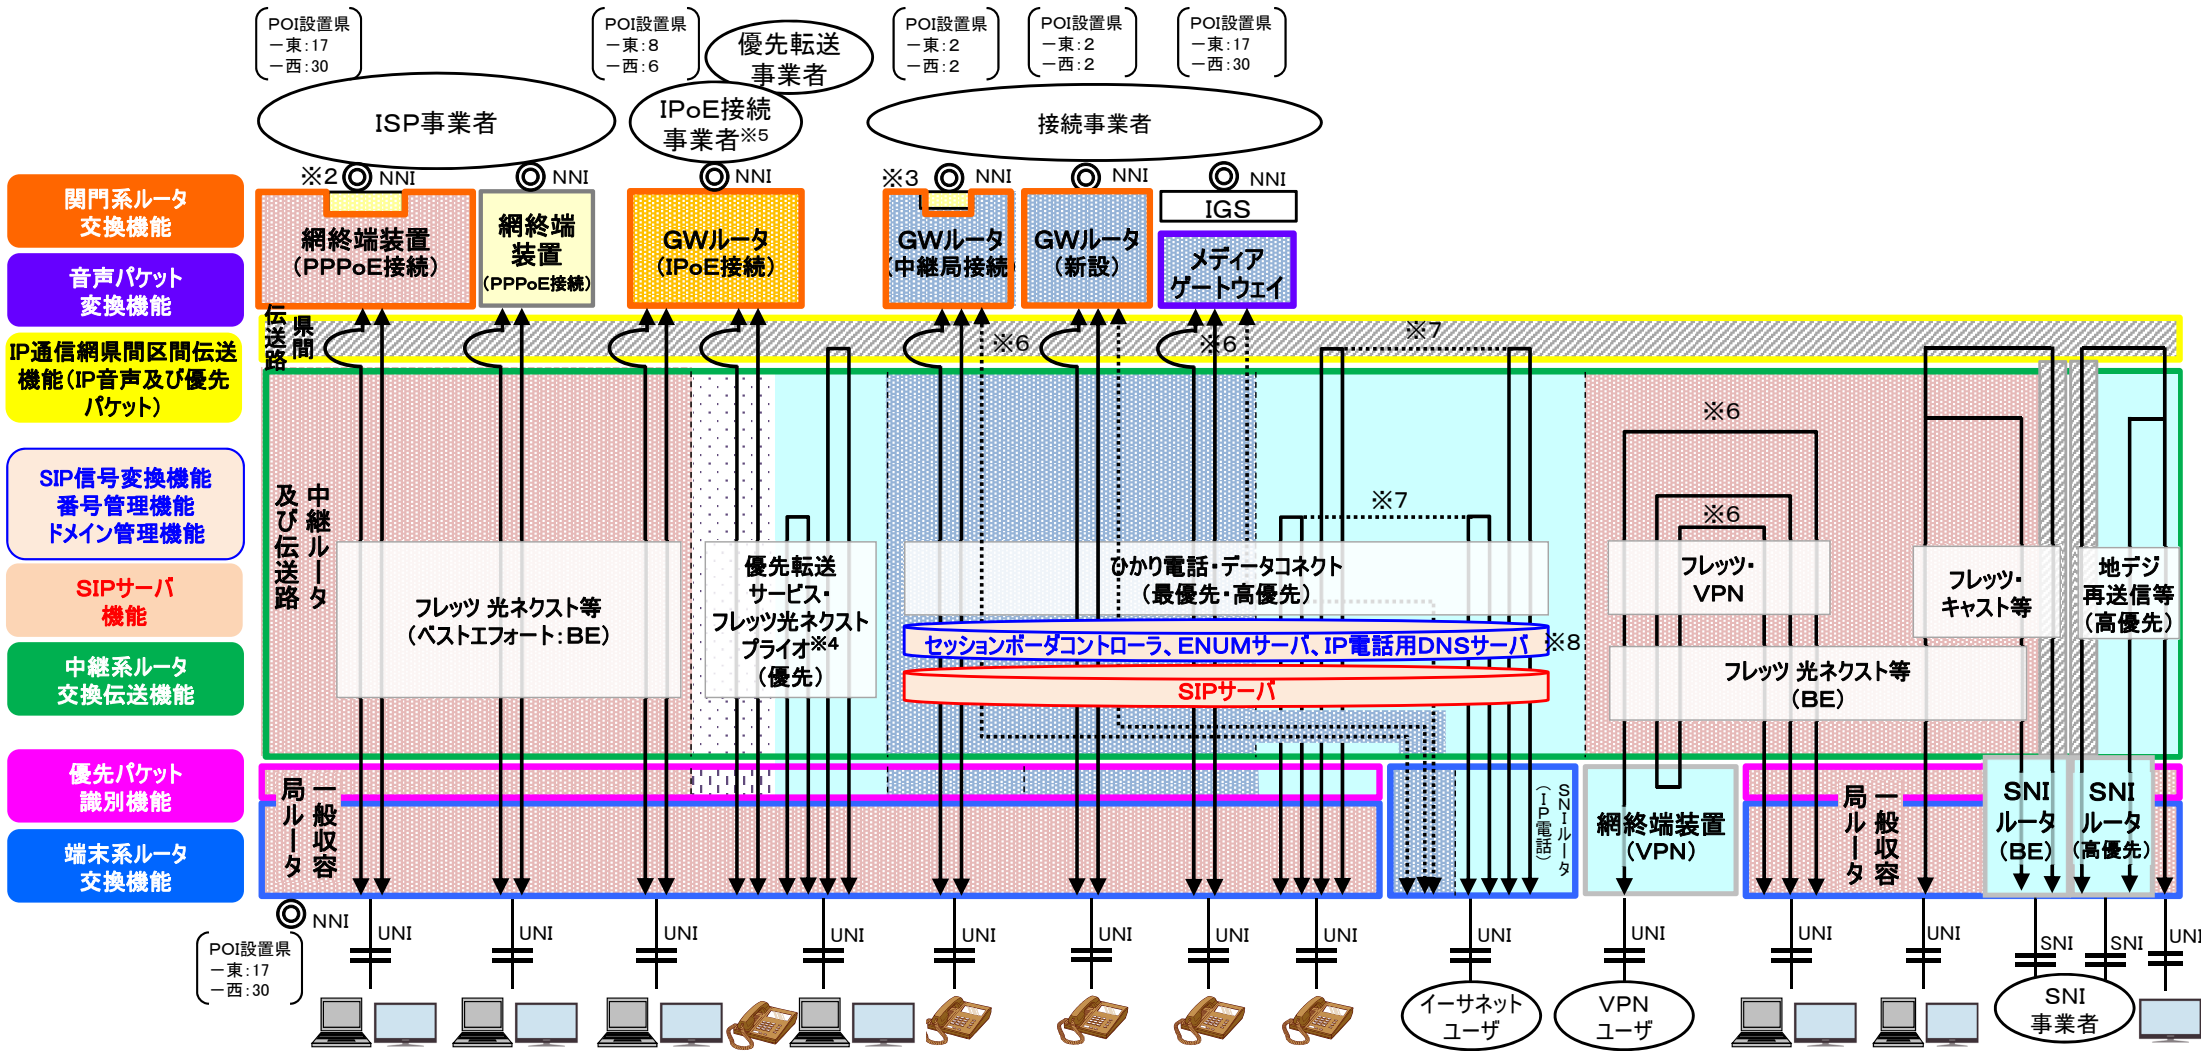 POI設置県
－東：17
－西：30
POI設置県
－東：8
－西：6
優先転送
事業者
POI設置県
－東：2
－西：2
POI設置県
－東：2
－西：2
POI設置県
－東：17
－西：30
ISP事業者
IPoE接続
事業者※5
接続事業者
※2
NNI
NNI
NNI
※3
NNI
NNI
NNI
関門系ルータ
交換機能
音声パケット
変換機能
IP通信網県間区間伝送
機能（IP音声及び優先
パケット）
SIP信号変換機能
番号管理機能
ドメイン管理機能
SIPサーバ
機能
中継系ルータ
交換伝送機能
優先パケット
識別機能
端末系ルータ
交換機能
網終端装置
（PPPoE接続）
網終端
装置
（PPPoE接続）
GWルータ
（IPoE接続）
GWルータ
（中継局接続）
GWルータ
（新設）
IGS
メディア
ゲートウェイ
県間
伝送路
※6
※6
※7
※6
※7
※6
中継ルータ
及び伝送路
フレッツ 光ネクスト等
（ベストエフォート：BE）
優先転送
サービス・
フレッツ光ネクスト
プライオ※4
（優先）
ひかり電話・データコネクト
（最優先・高優先）
セッションボーダコントローラ、ENUMサーバ、IP電話用DNSサーバ
※8
SIPサーバ
フレッツ・
VPN
フレッツ・
キャスト等
地デジ
再送信等
（高優先）
フレッツ 光ネクスト等
（BE）
一般収容
局ルータ
SNIルータ
（IP電話）
網終端装置
（VPN）
一般収容
局ルータ
SNI
ルータ
（BE）
SNI
ルータ
（高優先）
NNI
POI設置県
－東：17
－西：30
UNI
UNI
UNI
UNI
UNI
UNI
UNI
UNI
UNI
UNI
UNI
UNI
SNI
SNI
UNI
イーサネット
ユーザ
VPN
ユーザ
SNI
事業者